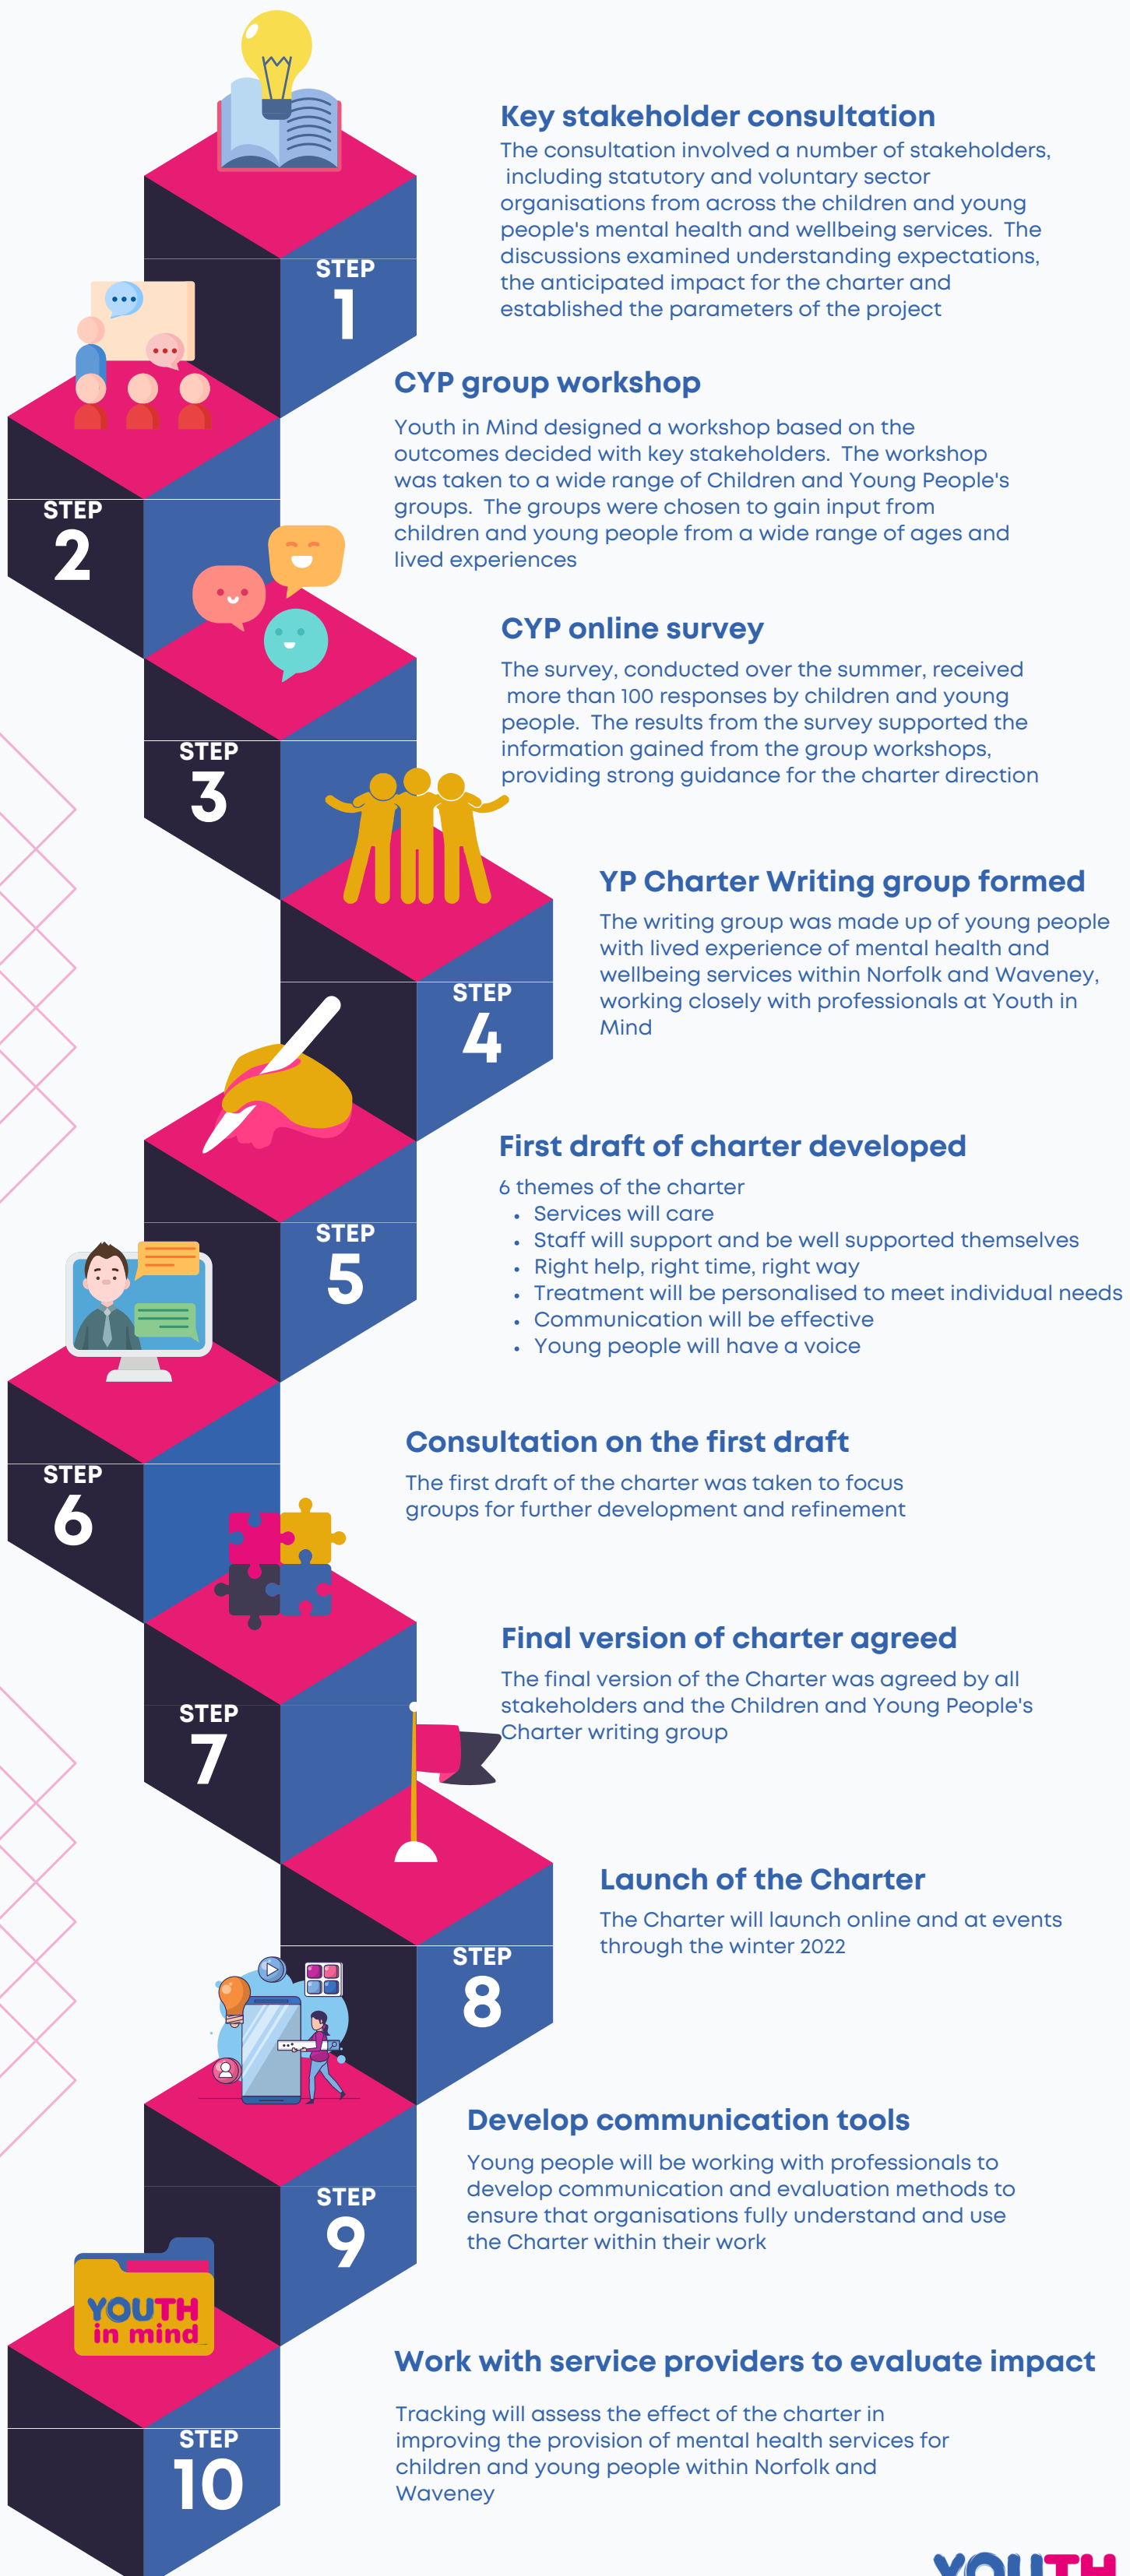 Key stakeholder consultation
The consultation involved a number of stakeholders,
including statutory and voluntary sector
organisations from across the children and young
people's mental health and wellbeing services. The
discussions examined understanding expectations,
the anticipated impact for the charter and
established the parameters of the project
STEP
1
CYP group workshop
Youth in Mind designed a workshop based on the
outcomes decided with key stakeholders. The workshop
was taken to a wide range of Children and Young People's
groups. The groups were chosen to gain input from
children and young people from a wide range of ages and
lived experiences
STEP
2
CYP online survey
The survey, conducted over the summer, received
more than 100 responses by children and young
people. The results from the survey supported the
information gained from the group workshops,
providing strong guidance for the charter direction
STEP
3
YP Charter Writing group formed
The writing group was made up of young people
with lived experience of mental health and
wellbeing services within Norfolk and Waveney,
working closely with professionals at Youth in
Mind
STEP
4
First draft of charter developed
6 themes of the charter
• Services will care
• Staff will support and be well supported themselves
• Right help, right time, right way
• Treatment will be personalised to meet individual needs
• Communication will be effective
• Young people will have a voice
STEP
5
Consultation on the first draft
The first draft of the charter was taken to focus
groups for further development and refinement
STEP
6
Final version of charter agreed
The final version of the Charter was agreed by all
stakeholders and the Children and Young People's
Charter writing group
STEP
7
Launch of the Charter
The Charter will launch online and at events
through the winter 2022
STEP
8
Develop communication tools
Young people will be working with professionals to
develop communication and evaluation methods to
ensure that organisations fully understand and use
the Charter within their work
STEP
9
YOUTH
in mind
Work with service providers to evaluate impact
Tracking will assess the effect of the charter in
improving the provision of mental health services for
children and young people within Norfolk and
Waveney
STEP
10
YOUTH